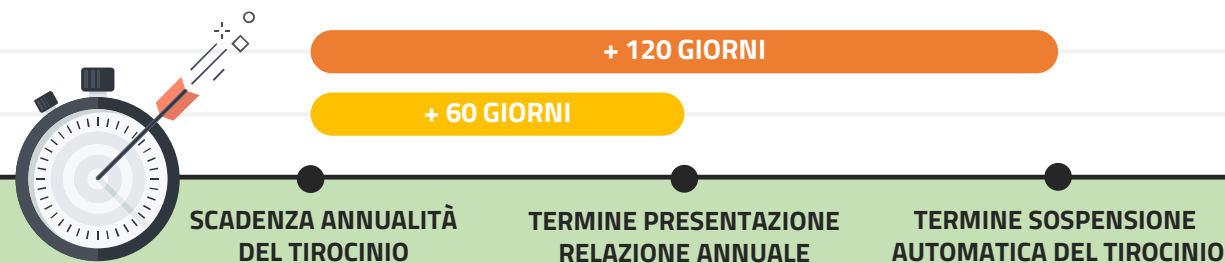 + 120 GIORNI
+ 60 GIORNI
SCADENZA ANNUALITÀ
DEL TIROCINIO
TERMINE PRESENTAZIONE
RELAZIONE ANNUALE
TERMINE SOSPENSIONE
AUTOMATICA DEL TIROCINIO